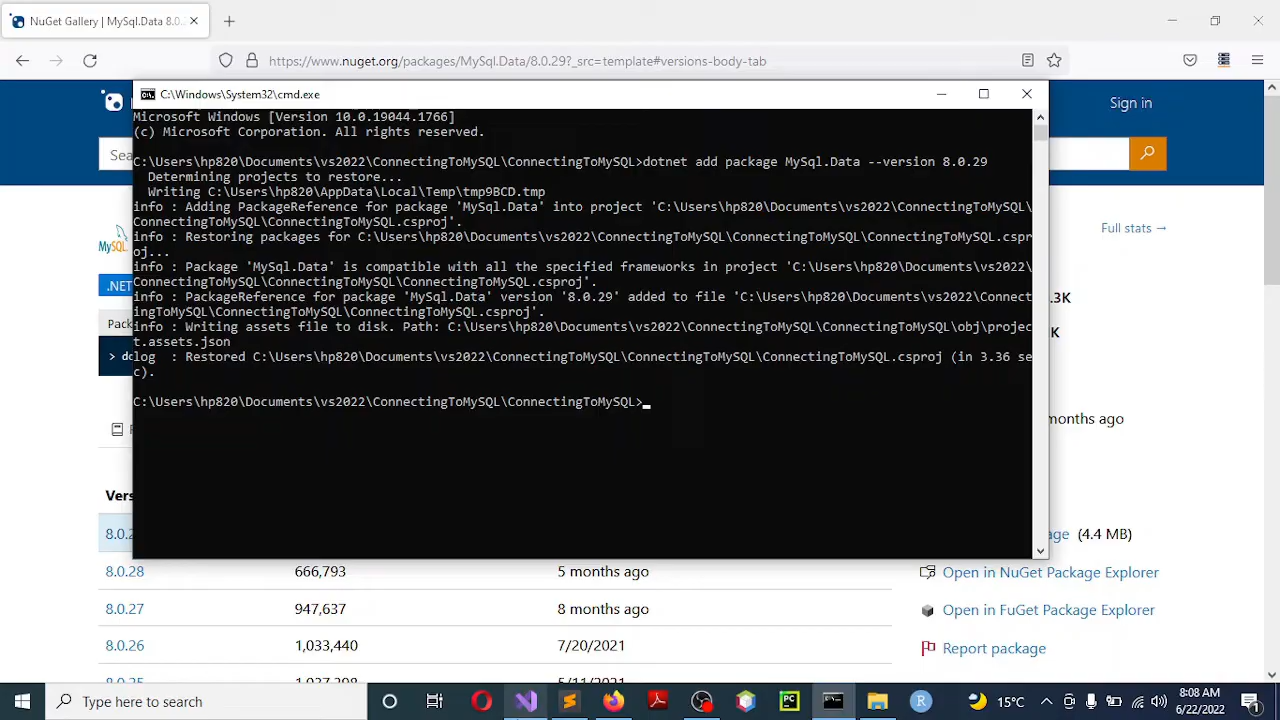 NuGet Gallery | MySql.Data 8.0.
https://www.nuget.org/packages/MySql.Data/8.0.29?_src=template#versions-body-tab
C:\Windows\System32\cmd.exe
Sign in
Microsoft Windows [Version 10.0.19044.1766]
(c) Microsoft Corporation. All rights reserved.
C:\Users\hp820\Documents\vs2022\ConnectingToMySQL\ConnectingToMySQL>dotnet add package MySql.Data --version 8.0.29
Determining projects to restore...
Writing C:\Users\hp820\AppData\Local\Temp\tmp9BCD.tmp
info : Adding PackageReference for package 'MySql.Data' into project 'C:\Users\hp820\Documents\vs2022\ConnectingToMySQL\
ConnectingToMySQL\ConnectingToMySQL.csproj'.
info : Restoring packages for C:\Users\hp820\Documents\vs2022\ConnectingToMySQL\ConnectingToMySQL\ConnectingToMySQL.cspr
oj...
info : Package 'MySql.Data' is compatible with all the specified frameworks in project 'C:\Users\hp820\Documents\vs2022\
ConnectingToMySQL\ConnectingToMySQL\ConnectingToMySQL.csproj'.
info : PackageReference for package 'MySql.Data' version '8.0.29' added to file 'C:\Users\hp820\Documents\vs2022\Connect
ingToMySQL\ConnectingToMySQL\ConnectingToMySQL.csproj'.
info : Writing assets file to disk. Path: C:\Users\hp820\Documents\vs2022\ConnectingToMySQL\ConnectingToMySQL\obj\projec
t.assets.json
log  : Restored C:\Users\hp820\Documents\vs2022\ConnectingToMySQL\ConnectingToMySQL\ConnectingToMySQL.csproj (in 3.36 se
c).
C:\Users\hp820\Documents\vs2022\ConnectingToMySQL\ConnectingToMySQL>
Sea
Full stats →
MySQL
.NET
.3K
Pack
K
> do
months ago
Vers
8.0.2
age (4.4 MB)
8.0.28 666,793 5 months ago
Open in NuGet Package Explorer
8.0.27 947,637 8 months ago
Open in FuGet Package Explorer
8.0.26 1,033,440 7/20/2021
Report package
Type here to search
PC
R
15°C
8:08 AM
6/22/2022
1